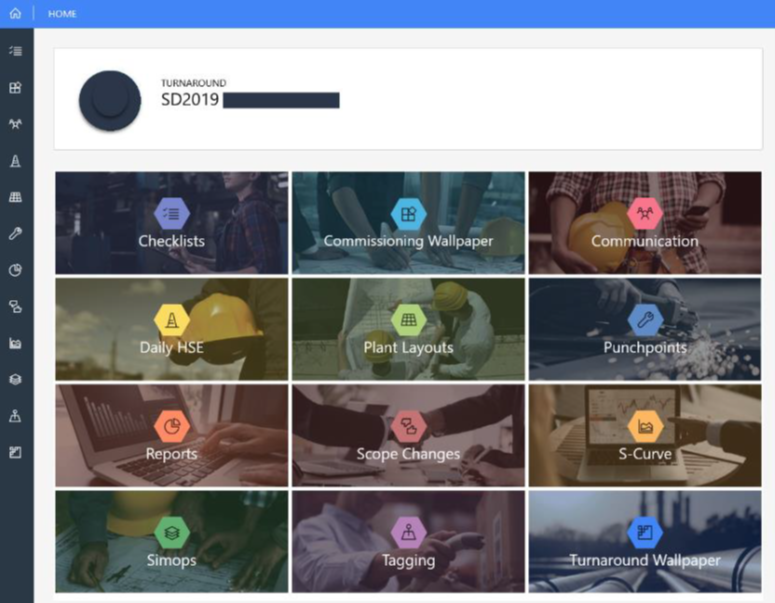 HOME
TURNAROUND
SD2019
Checklists
Commissioning Wallpaper
Communication
Daily HSE
Plant Layouts
Punchpoints
Reports
Scope Changes
S-Curve
Simops
Tagging
Turnaround Wallpaper